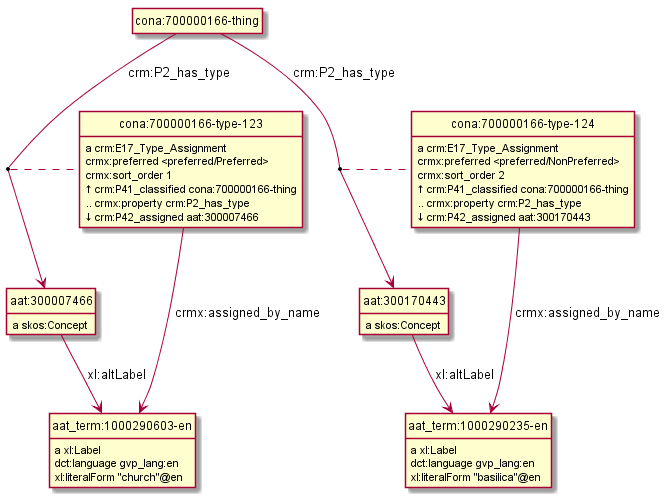 cona:700000166-thing
crm:P2_has_type
crm:P2_has_type
cona:700000166-type-123
a crm:E17_Type_Assignment
crmx:preferred <preferred/Preferred>
crmx:sort_order 1
↑ crm:P41_classified cona:700000166-thing
.. crmx:property crm:P2_has_type
↓ crm:P42_assigned aat:300007466
cona:700000166-type-124
a crm:E17_Type_Assignment
crmx:preferred <preferred/NonPreferred>
crmx:sort_order 2
↑ crm:P41_classified cona:700000166-thing
.. crmx:property crm:P2_has_type
↓ crm:P42_assigned aat:300170443
aat:300007466
a skos:Concept
crmx:assigned_by_name
aat:300170443
a skos:Concept
crmx:assigned_by_name
xl:altLabel
xl:altLabel
aat_term:1000290603-en
a xl:Label
dct:language gvp_lang:en
xl:literalForm "church"@en
aat_term:1000290235-en
a xl:Label
dct:language gvp_lang:en
xl:literalForm "basilica"@en